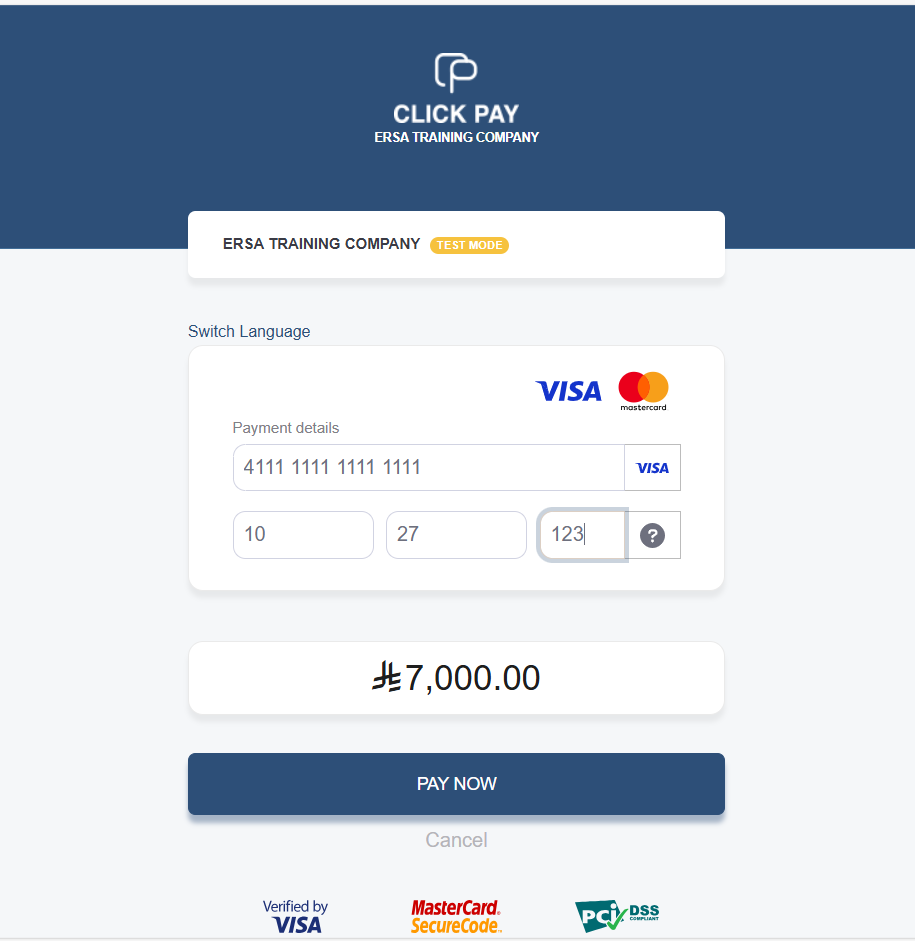 CLICK PAY
ERSA TRAINING COMPANY
ERSA TRAINING COMPANY TEST MODE
Switch Language
VISA mastercard
Payment details
4111 1111 1111 1111 VISA
10 27 123 ?
⃁7,000.00
PAY NOW
Cancel
Verified by VISA
MasterCard. SecureCode.
PCI DSS COMPLIANT